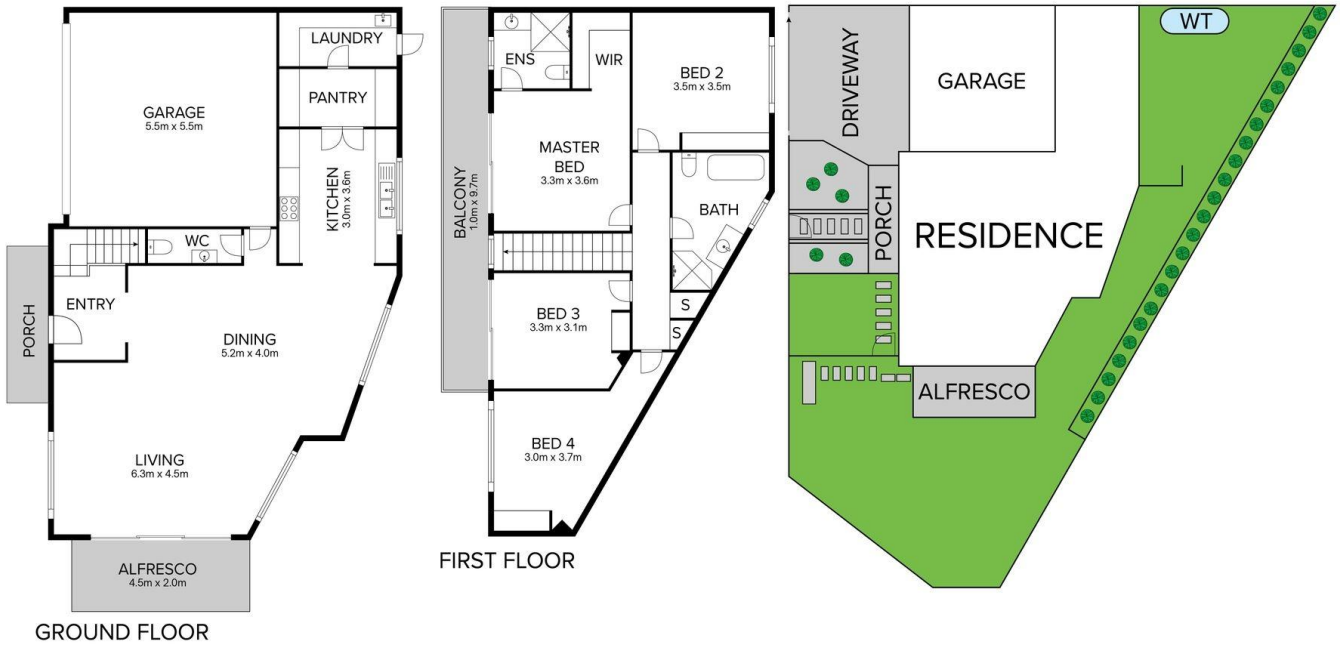 LAUNDRY
PANTRY
GARAGE
5.5m x 5.5m
KITCHEN
3.0m x 3.6m
WC
ENTRY
PORCH
DINING
5.2m x 4.0m
LIVING
6.3m x 4.5m
ALFRESCO
4.5m x 2.0m
GROUND FLOOR
ENS
WIR
BED 2
3.5m x 3.5m
MASTER
BED
3.3m x 3.6m
BALCONY
1.0m x 9.7m
BATH
BED 3
3.3m x 3.1m
S
S
BED 4
3.0m x 3.7m
FIRST FLOOR
WT
DRIVEWAY
GARAGE
PORCH
RESIDENCE
ALFRESCO